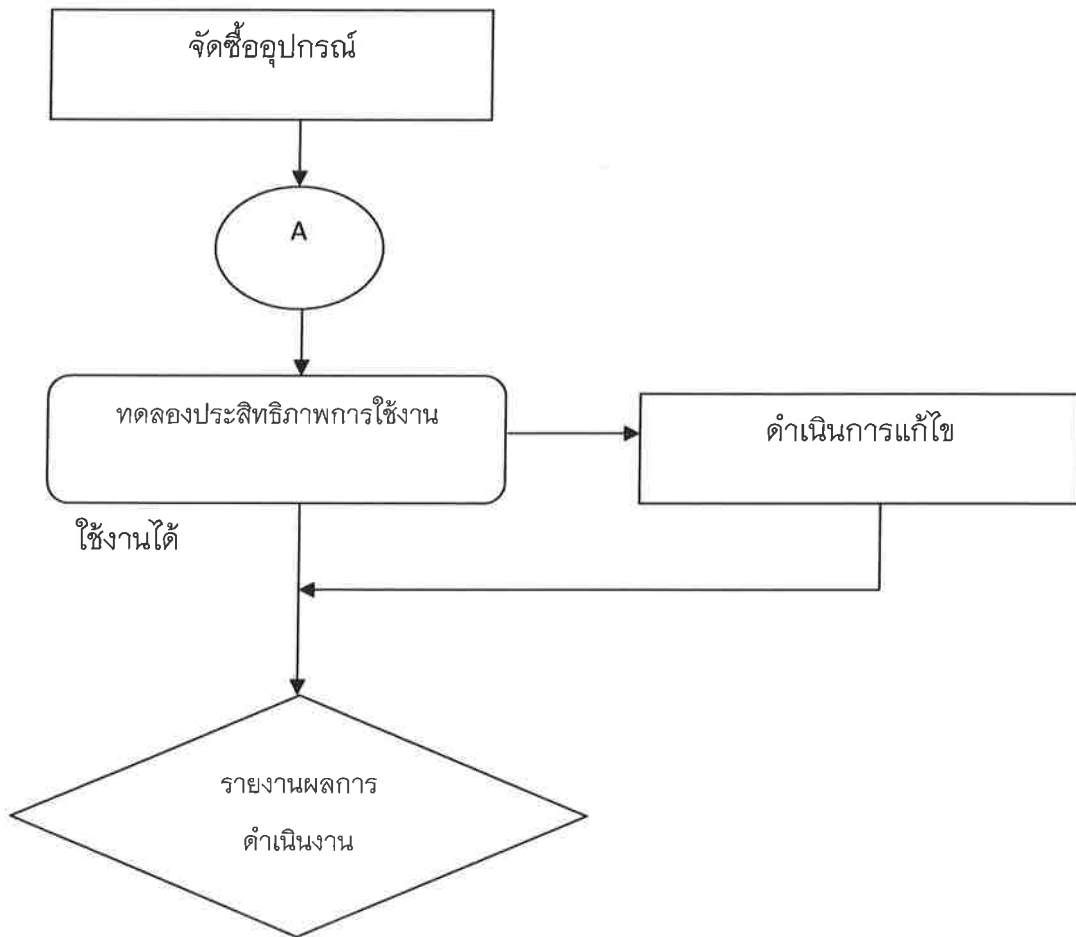 จัดซื้ออุปกรณ์
A
ทดลองประสิทธิภาพการใช้งาน
ดำเนินการแก้ไข
ใช้งานได้
รายงานผลการ
ดำเนินงาน